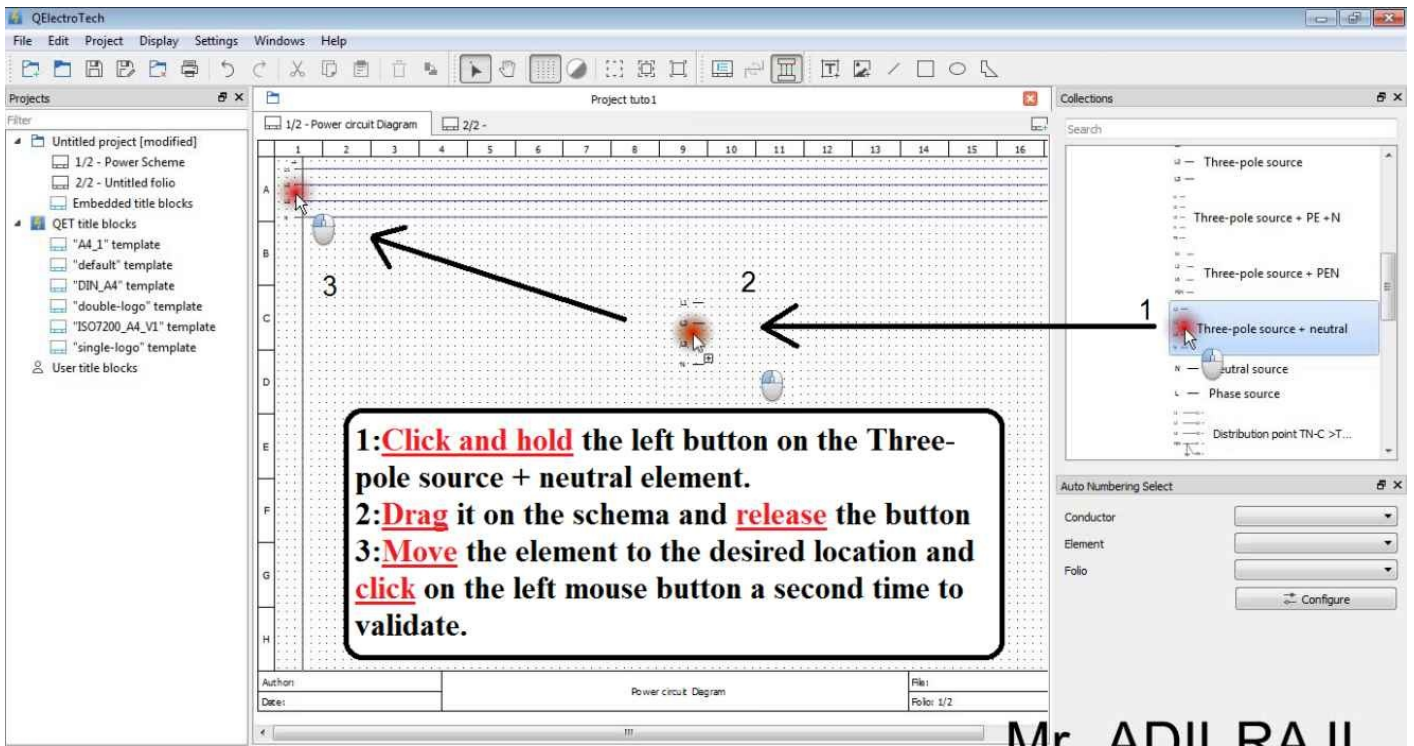 QElectroTech
File Edit Project Display Settings Windows Help
Projects
Filter
Untitled project [modified]
1/2 - Power Scheme
2/2 - Untitled folio
Embedded title blocks
QET title blocks
"A4_1" template
"default" template
"DIN_A4" template
"double-logo" template
"ISO7200_A4_V1" template
"single-logo" template
User title blocks
Project tuto1
1/2 - Power circuit Diagram
2/2 -
1 2 3 4 5 6 7 8 9 10 11 12 13 14 15 16
A
B
C
D
E
F
G
H
3
2
1
1:Click and hold the left button on the Three-
pole source + neutral element.
2:Drag it on the schema and release the button
3:Move the element to the desired location and
click on the left mouse button a second time to
validate.
Author:
Date:
Power circuit Diagram
File:
Folio: 1/2
Collections
Search
Three-pole source
Three-pole source + PE +N
Three-pole source + PEN
Three-pole source + neutral
N
L
Phase source
Distribution point TN-C >T...
Auto Numbering Select
Conductor
Element
Folio
Configure